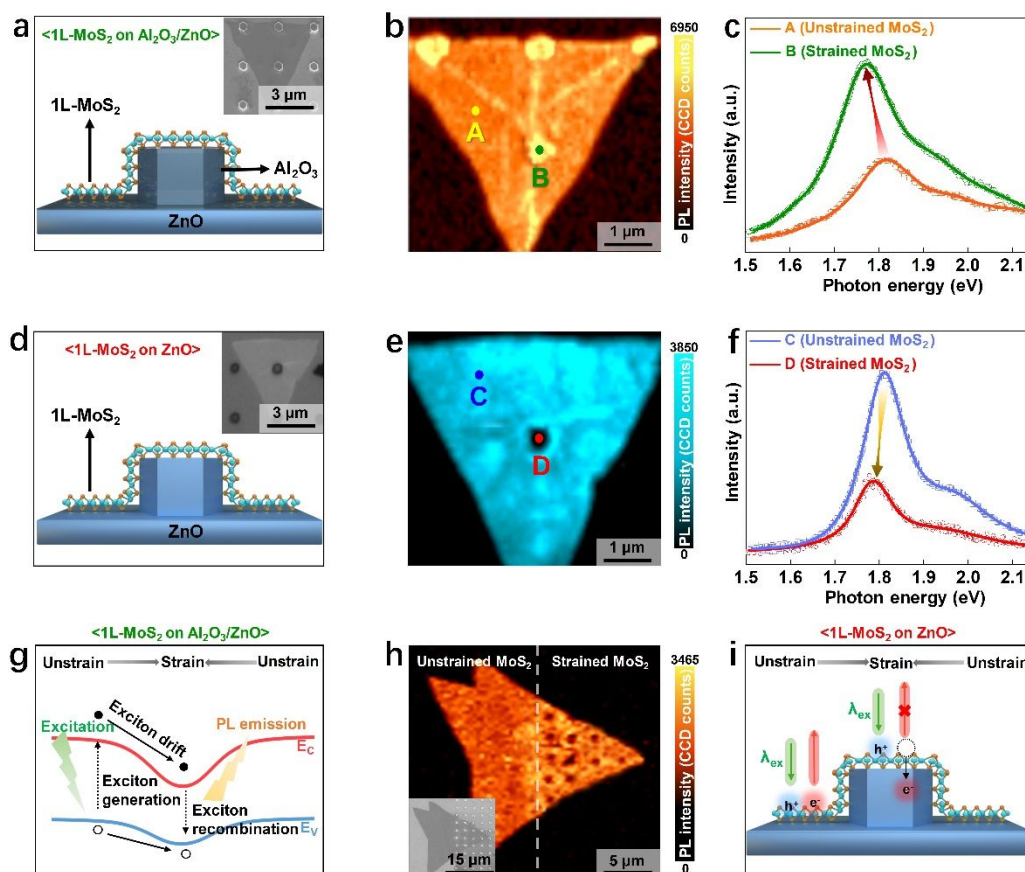 a
<1L-MoS₂ on Al₂O₃/ZnO>
3 μm
1L-MoS₂
Al₂O₃
ZnO
b
A
B
1 μm
6950
PL intensity (CCD counts)
0
c
A (Unstrained MoS₂)
B (Strained MoS₂)
Intensity (a.u.)
1.5 1.6 1.7 1.8 1.9 2.0 2.1
Photon energy (eV)
d
<1L-MoS₂ on ZnO>
3 μm
1L-MoS₂
ZnO
e
C
D
1 μm
3850
PL intensity (CCD counts)
0
f
C (Unstrained MoS₂)
D (Strained MoS₂)
Intensity (a.u.)
1.5 1.6 1.7 1.8 1.9 2.0 2.1
Photon energy (eV)
<1L-MoS₂ on Al₂O₃/ZnO>
g
Unstrain Strain Unstrain
Excitation
Exciton drift
PL emission
E_C
Exciton
generation
Exciton
recombination
E_V
h
Unstrained MoS₂ Strained MoS₂
15 μm
5 μm
3465
PL intensity (CCD counts)
0
<1L-MoS₂ on ZnO>
i
Unstrain Strain Unstrain
λ_ex
λ_ex
h⁺
e⁻
h⁺ e⁻
ZnO